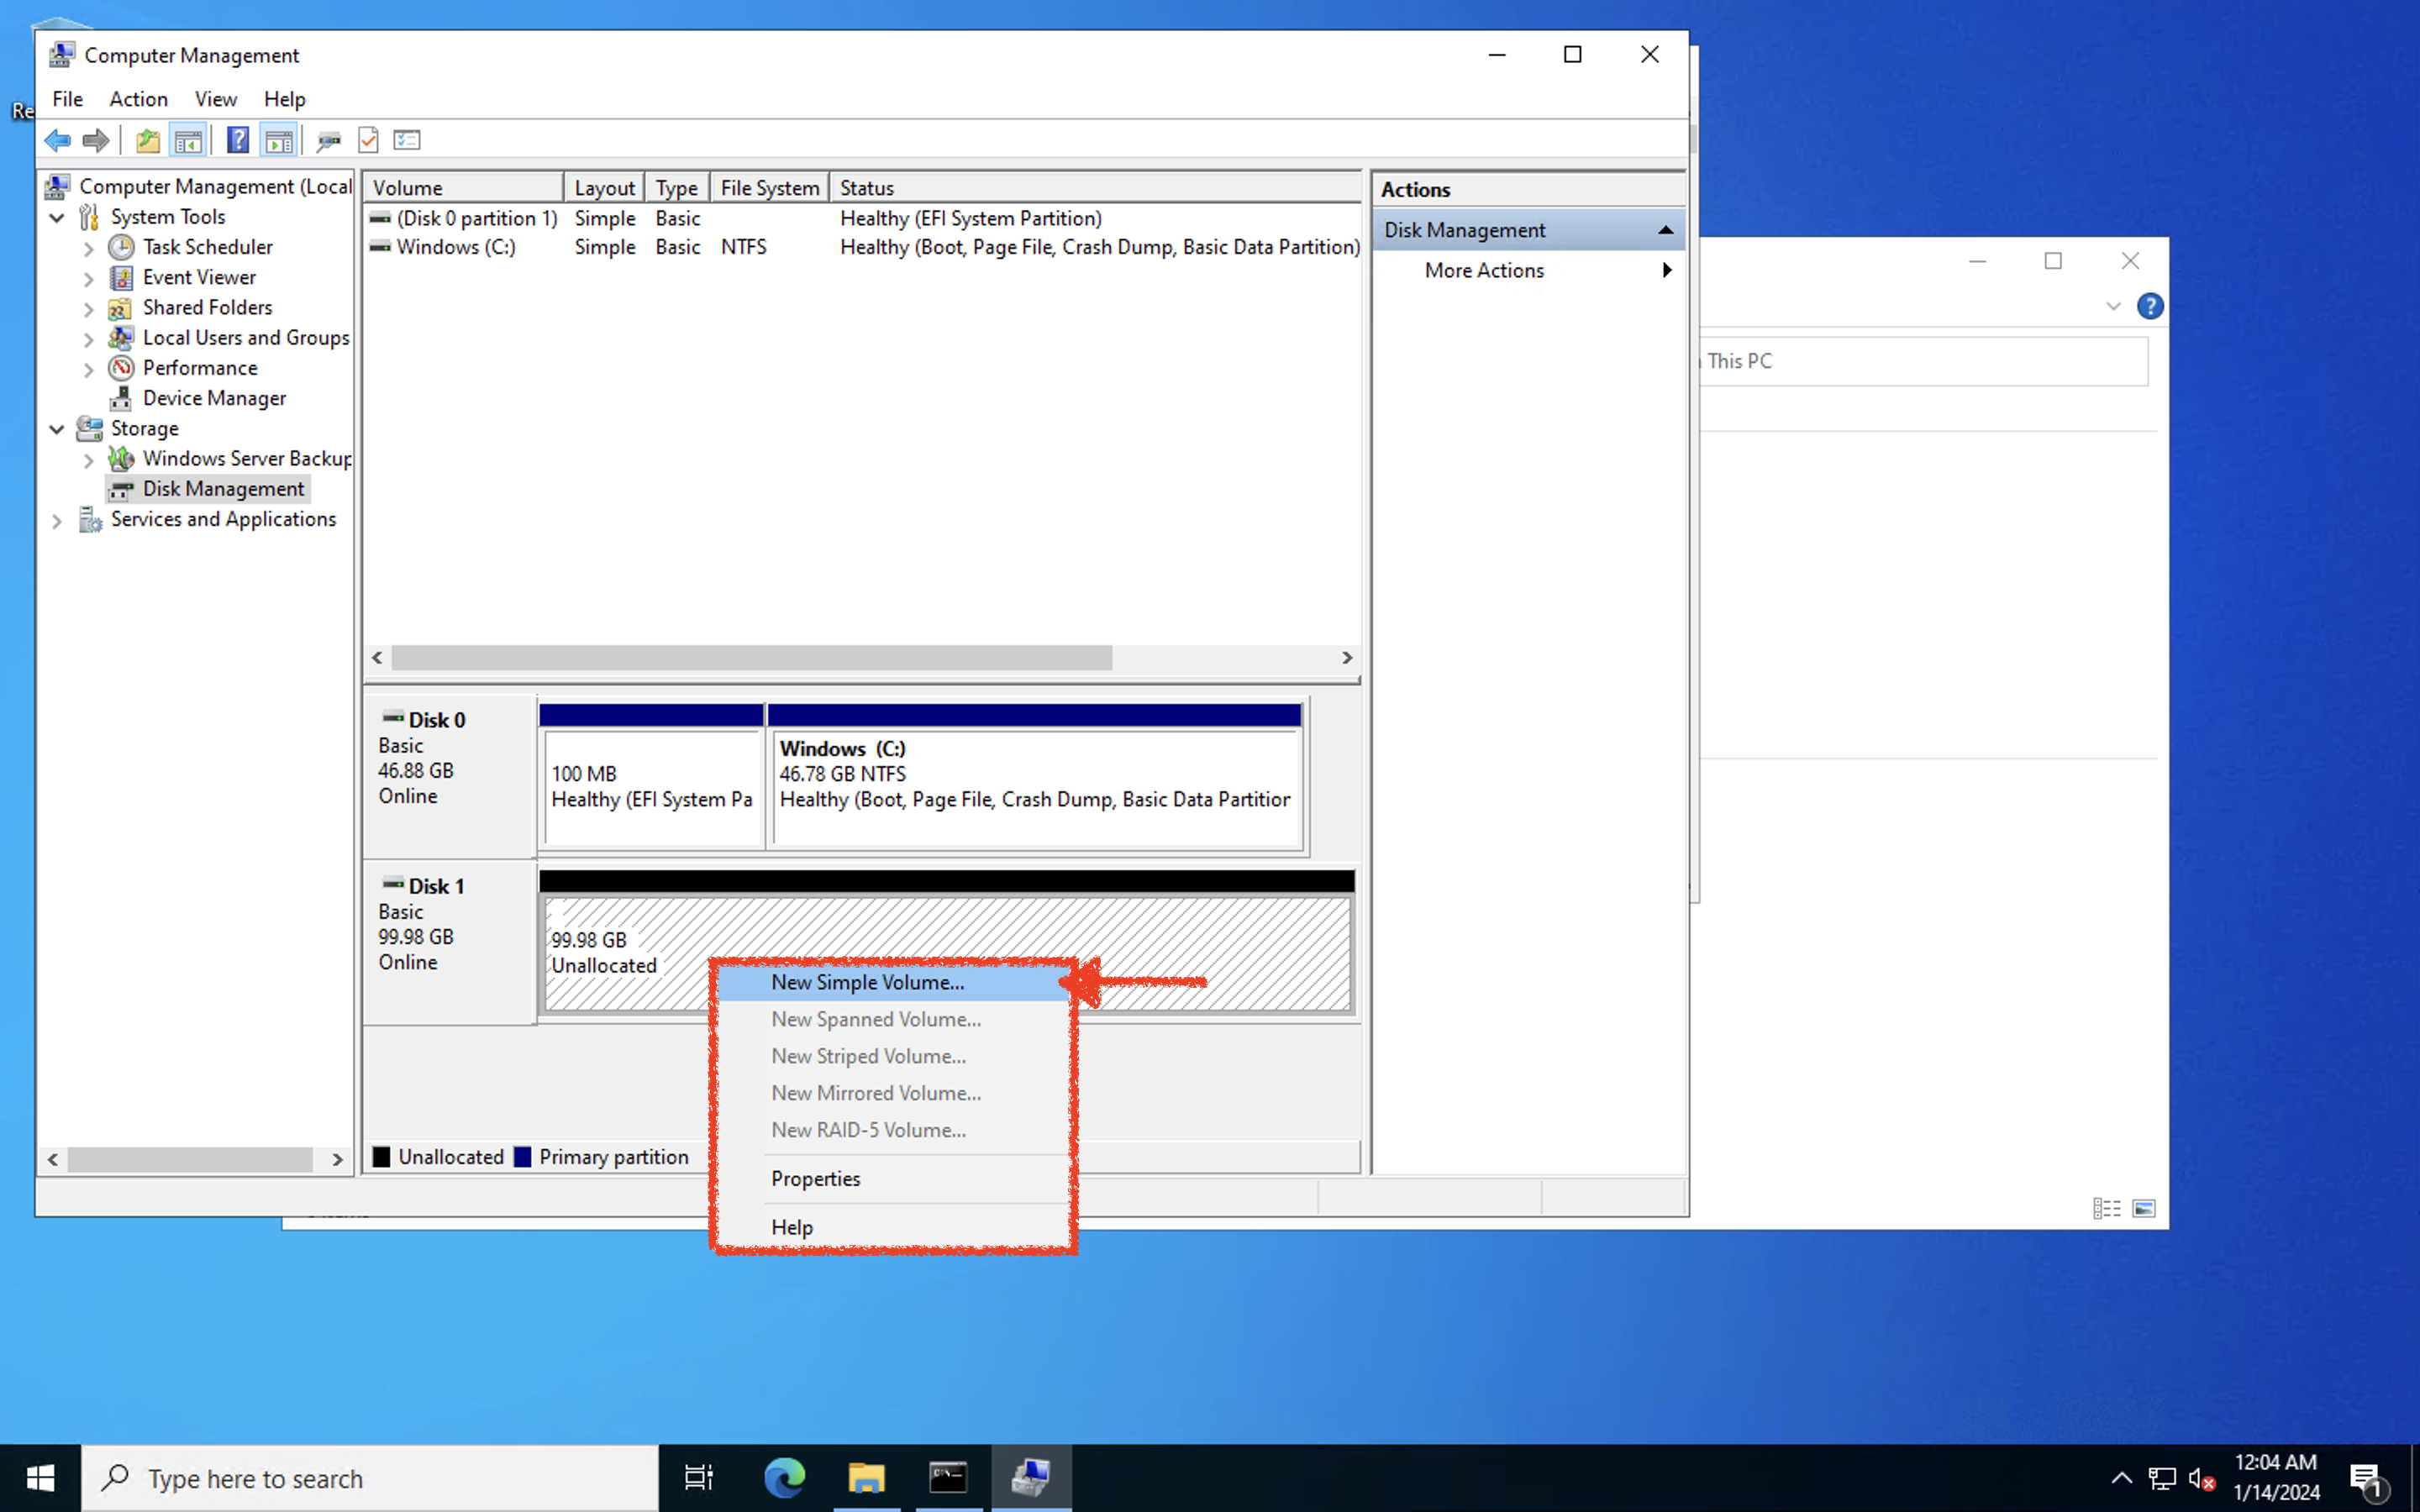 Re
Computer Management
File Action View Help
Computer Management (Local
System Tools
Task Scheduler
Event Viewer
Shared Folders
Local Users and Groups
Performance
Device Manager
Storage
Windows Server Backup
Disk Management
Services and Applications
Volume Layout Type File System Status
(Disk 0 partition 1) Simple Basic Healthy (EFI System Partition)
Windows (C:) Simple Basic NTFS Healthy (Boot, Page File, Crash Dump, Basic Data Partition)
Disk 0
Basic
46.88 GB
Online
100 MB
Healthy (EFI System Pa
Windows (C:)
46.78 GB NTFS
Healthy (Boot, Page File, Crash Dump, Basic Data Partition
Disk 1
Basic
99.98 GB
Online
99.98 GB
Unallocated
New Simple Volume...
New Spanned Volume...
New Striped Volume...
New Mirrored Volume...
New RAID-5 Volume...
Properties
Help
Unallocated Primary partition
Actions
Disk Management
More Actions
This PC
Type here to search
12:04 AM
1/14/2024
1